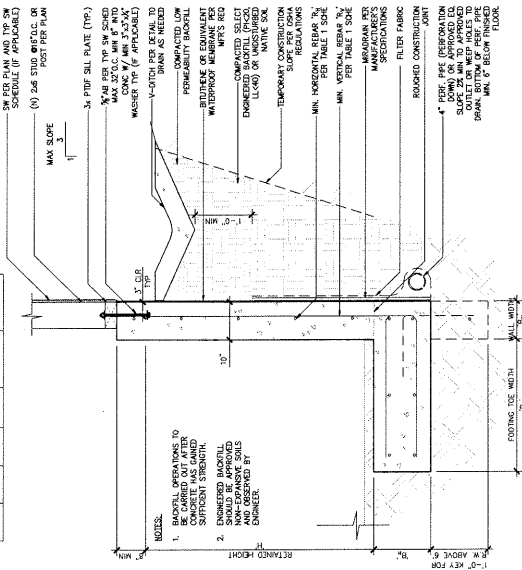 SW PER PLAN AND TYP SW
SCHEDULE (IF APPLICABLE)
(N) 2x6 STUD @16"O.C. OR
POST PER PLAN
3x PTDF SILL PLATE (TYP.)
5/8"AB PER TYP SW SCHED
MAX 32"O.C. MIN 8" INTO
CONC W/
WASHER TYP (IF APPLICABLE)
V-DITCH PER DETAIL TO
DRAIN AS NEEDED
COMPACTED LOW
PERMEABILITY BACKFILL
BITUTHENE OR EQUIVALENT
WATERPROOF MEMBRANE PER
MFR'S REQ
COMPACTED SELECT
ENGINEERED BACKFILL (PI<20,
LL<40) OR UNDISTURBED
NATIVE SOIL
TEMPORARY CONSTRUCTION
SLOPE PER OSHA
REGULATIONS
MIN. HORIZONTAL REBAR "RH"
PER TABLE 1 SCHE
MIN. VERTICAL REBAR "RV"
PER TABLE 1 SCHE
MIRADRAIN PER
MANUFACTURER'S
SPECIFICATIONS
FILTER FABRIC
ROUGHED CONSTRUCTION
JOINT
4" PERF. PIPE (PERFORATION
DOWN) OR APPROVED EQ.
SLOPE 2% MIN TO APPROVED
OUTLET OR WEEP HOLES TO
DRAIN. BOTTOM OF PERF.
MIN. 6" BELOW FINISHED
FLOOR.
MAX SLOPE
3
1
1'-0" MIN
3" CLR
TYP
10"
NOTES:
1. BACKFILL OPERATIONS TO
BE CARRIED OUT AFTER
CONCRETE HAS GAINED
SUFFICIENT STRENGTH.
2. ENGINEERED BACKFILL
SHOULD BE APPROVED
NON-EXPANSIVE SOILS
AND OBSERVED BY
ENGINEER.
8" MIN
RETAINED HEIGHT
H
1'-0" KEY FOR
R.W. ABOVE 6'
FOOTING TOE WIDTH
WALL WIDTH